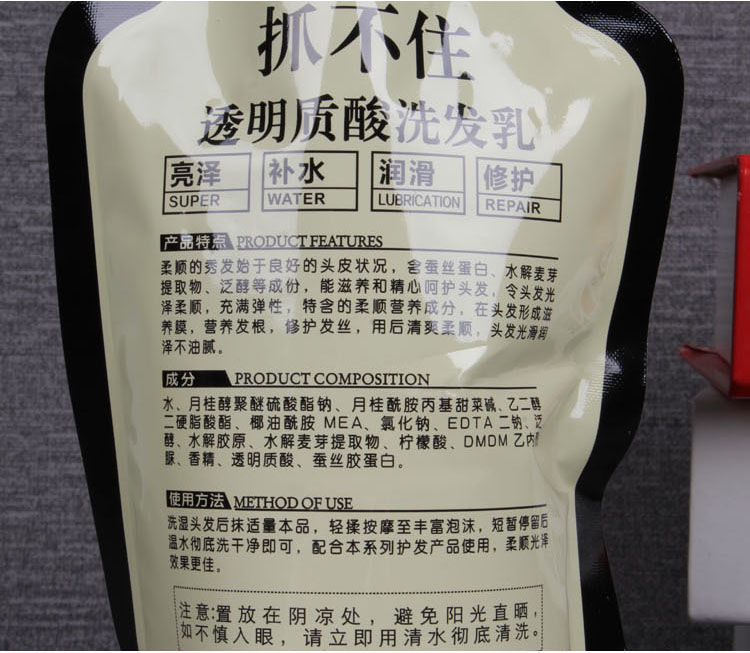 抓不住
透明质酸洗发乳
亮泽 补水 润滑 修护
SUPER WATER LUBRICATION REPAIR
产品特点 PRODUCT FEATURES
柔顺的秀发始于良好的头皮状况，含蚕丝蛋白、水解麦芽
提取物、泛醇等成份，能滋养和精心呵护头发，令头发光
泽柔顺，充满弹性，特含的柔顺营养成分，在头发形成滋
养膜，营养发根，修护发丝，用后清爽柔顺，头发光滑润
泽不油腻。
成分 PRODUCT COMPOSITION
水、月桂醇聚醚硫酸酯钠、月桂酰胺丙基甜菜碱、乙二醇
二硬脂酸酯、椰油酰胺 MEA、氯化钠、EDTA 二钠、泛
醇、水解胶原、水解麦芽提取物、柠檬酸、DMDM 乙内酰
脲、香精、透明质酸、蚕丝胶蛋白。
使用方法 METHOD OF USE
洗湿头发后抹适量本品，轻揉按摩至丰富泡沫，短暂停留后
温水彻底洗干净即可，配合本系列护发产品使用，柔顺光泽
效果更佳。
注意:置放在阴凉处，避免阳光直晒，
如不慎入眼，请立即用清水彻底清洗。